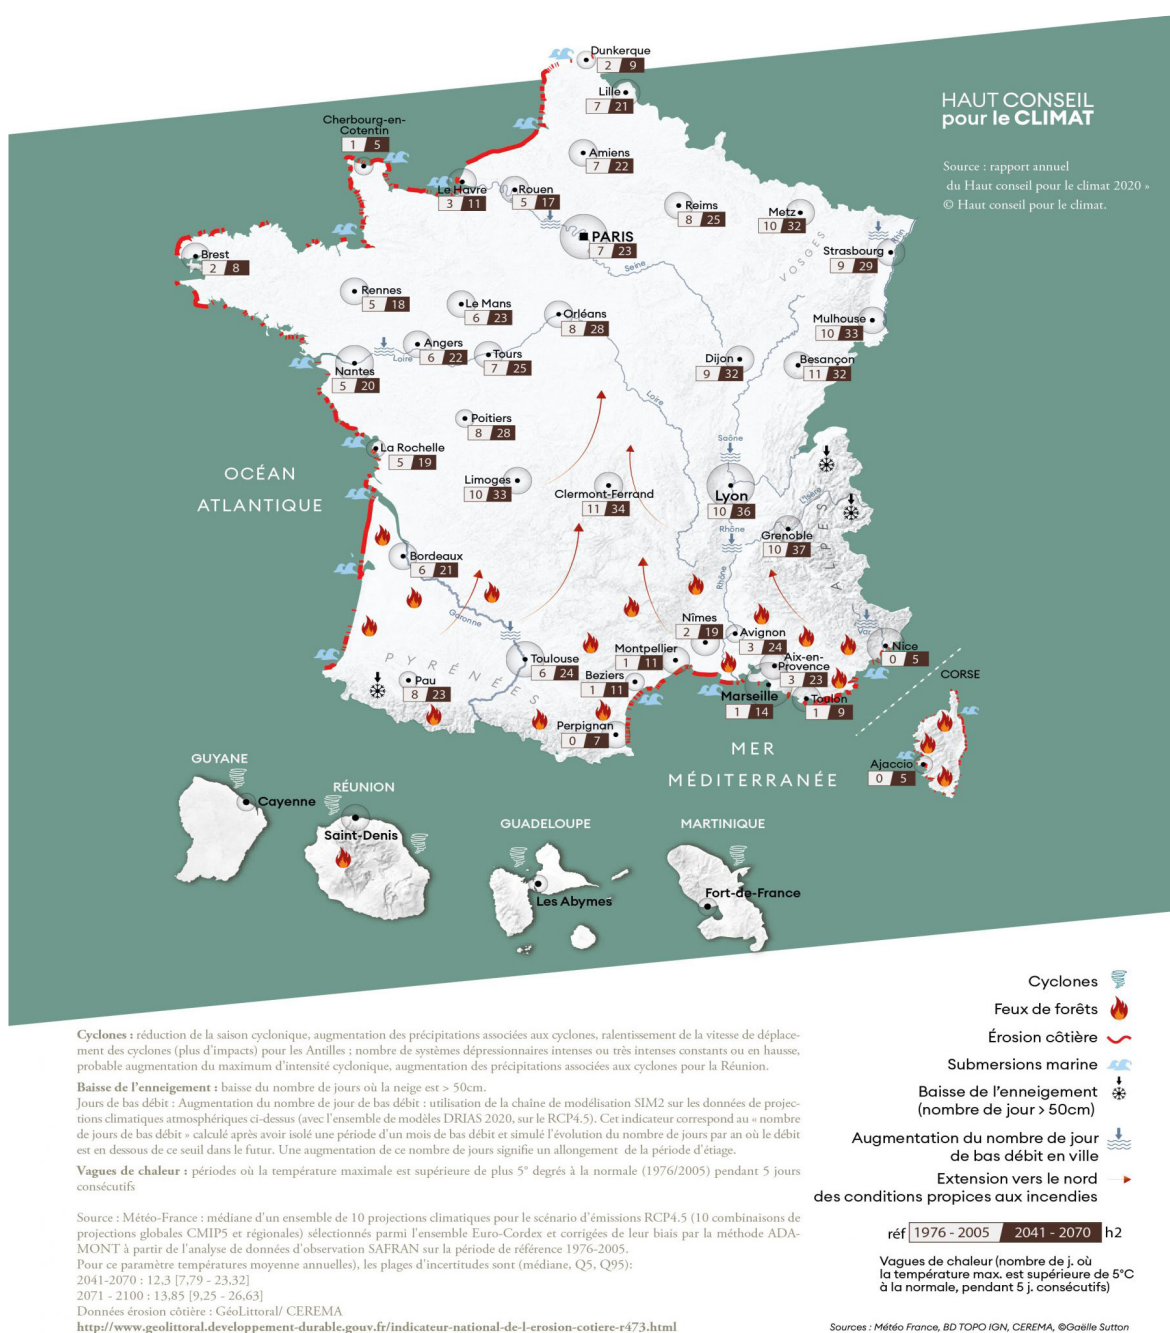 Dunkerque
2 9
Lille
7 21
HAUT CONSEIL
pour le CLIMAT
Source : rapport annuel
du Haut conseil pour le climat 2020 »
© Haut conseil pour le climat.
Cherbourg-en-
Cotentin
1 5
Amiens
7 22
Le Havre
3 11
Rouen
5 17
Reims
8 25
Metz
10 32
PARIS
7 23
Seine
VOSGES
Rhin
Strasbourg
9 29
Brest
2 8
Rennes
5 18
Le Mans
6 23
Orléans
8 28
Mulhouse
10 33
Angers
6 22
Loire
Tours
7 25
Nantes
5 20
Dijon
9 32
Besançon
11 32
Loire
Poitiers
8 28
La Rochelle
5 19
Saône
OCÉAN
ATLANTIQUE
Limoges
10 33
Clermont-Ferrand
11 34
Lyon
10 36
L'Isère
Rhône
Grenoble
10 37
ALPES
Bordeaux
6 21
Rhône
Garonne
Nîmes
2 19
Avignon
3 24
Var
Nice
0 5
PYRÉNÉES
Toulouse
6 24
Montpellier
1 11
Aix-en-
Provence
3 23
Pau
8 23
Beziers
1 11
Marseille
1 14
Toulon
1 9
CORSE
Perpignan
0 7
MER
MÉDITERRANÉE
Ajaccio
0 5
GUYANE
Cayenne
RÉUNION
Saint-Denis
GUADELOUPE
Les Abymes
MARTINIQUE
Fort-de-France
Cyclones
Feux de forêts
Érosion côtière
Submersions marine
Baisse de l'enneigement
(nombre de jour > 50cm)
Augmentation du nombre de jour
de bas débit en ville
Extension vers le nord
des conditions propices aux incendies
réf 1976 - 2005 2041 - 2070 h2
Vagues de chaleur (nombre de j. où
la température max. est supérieure de 5°C
à la normale, pendant 5 j. consécutifs)
Cyclones : réduction de la saison cyclonique, augmentation des précipitations associées aux cyclones, ralentissement de la vitesse de déplace-
ment des cyclones (plus d'impacts) pour les Antilles ; nombre de systèmes dépressionnaires intenses ou très intenses constants ou en hausse,
probable augmentation du maximum d'intensité cyclonique, augmentation des précipitations associées aux cyclones pour la Réunion.
Baisse de l'enneigement : baisse du nombre de jours où la neige est > 50cm.
Jours de bas débit : Augmentation du nombre de jour de bas débit : utilisation de la chaîne de modélisation SIM2 sur les données de projec-
tions climatiques atmosphériques ci-dessus (avec l'ensemble de modèles DRIAS 2020, sur le RCP4.5). Cet indicateur correspond au « nombre
de jours de bas débit » calculé après avoir isolé une période d'un mois de bas débit et simulé l'évolution du nombre de jours par an où le débit
est en dessous de ce seuil dans le futur. Une augmentation de ce nombre de jours signifie un allongement de la période d'étiage.
Vagues de chaleur : périodes où la température maximale est supérieure de plus 5° degrés à la normale (1976/2005) pendant 5 jours
consécutifs
Source : Météo-France : médiane d'un ensemble de 10 projections climatiques pour le scénario d'émissions RCP4.5 (10 combinaisons de
projections globales CMIP5 et régionales) sélectionnés parmi l'ensemble Euro-Cordex et corrigées de leur biais par la méthode ADA-
MONT à partir de l'analyse de données d'observation SAFRAN sur la période de référence 1976-2005.
Pour ce paramètre températures moyenne annuelles), les plages d'incertitudes sont (médiane, Q5, Q95):
2041-2070 : 12,3 [7,79 - 23,32]
2071 - 2100 : 13,85 [9,25 - 26,63]
Données érosion côtière : GéoLittoral/ CEREMA
http://www.geolittoral.developpement-durable.gouv.fr/indicateur-national-de-l-erosion-cotiere-r473.html
Sources : Météo France, BD TOPO IGN, CEREMA, ©Gaëlle Sutton